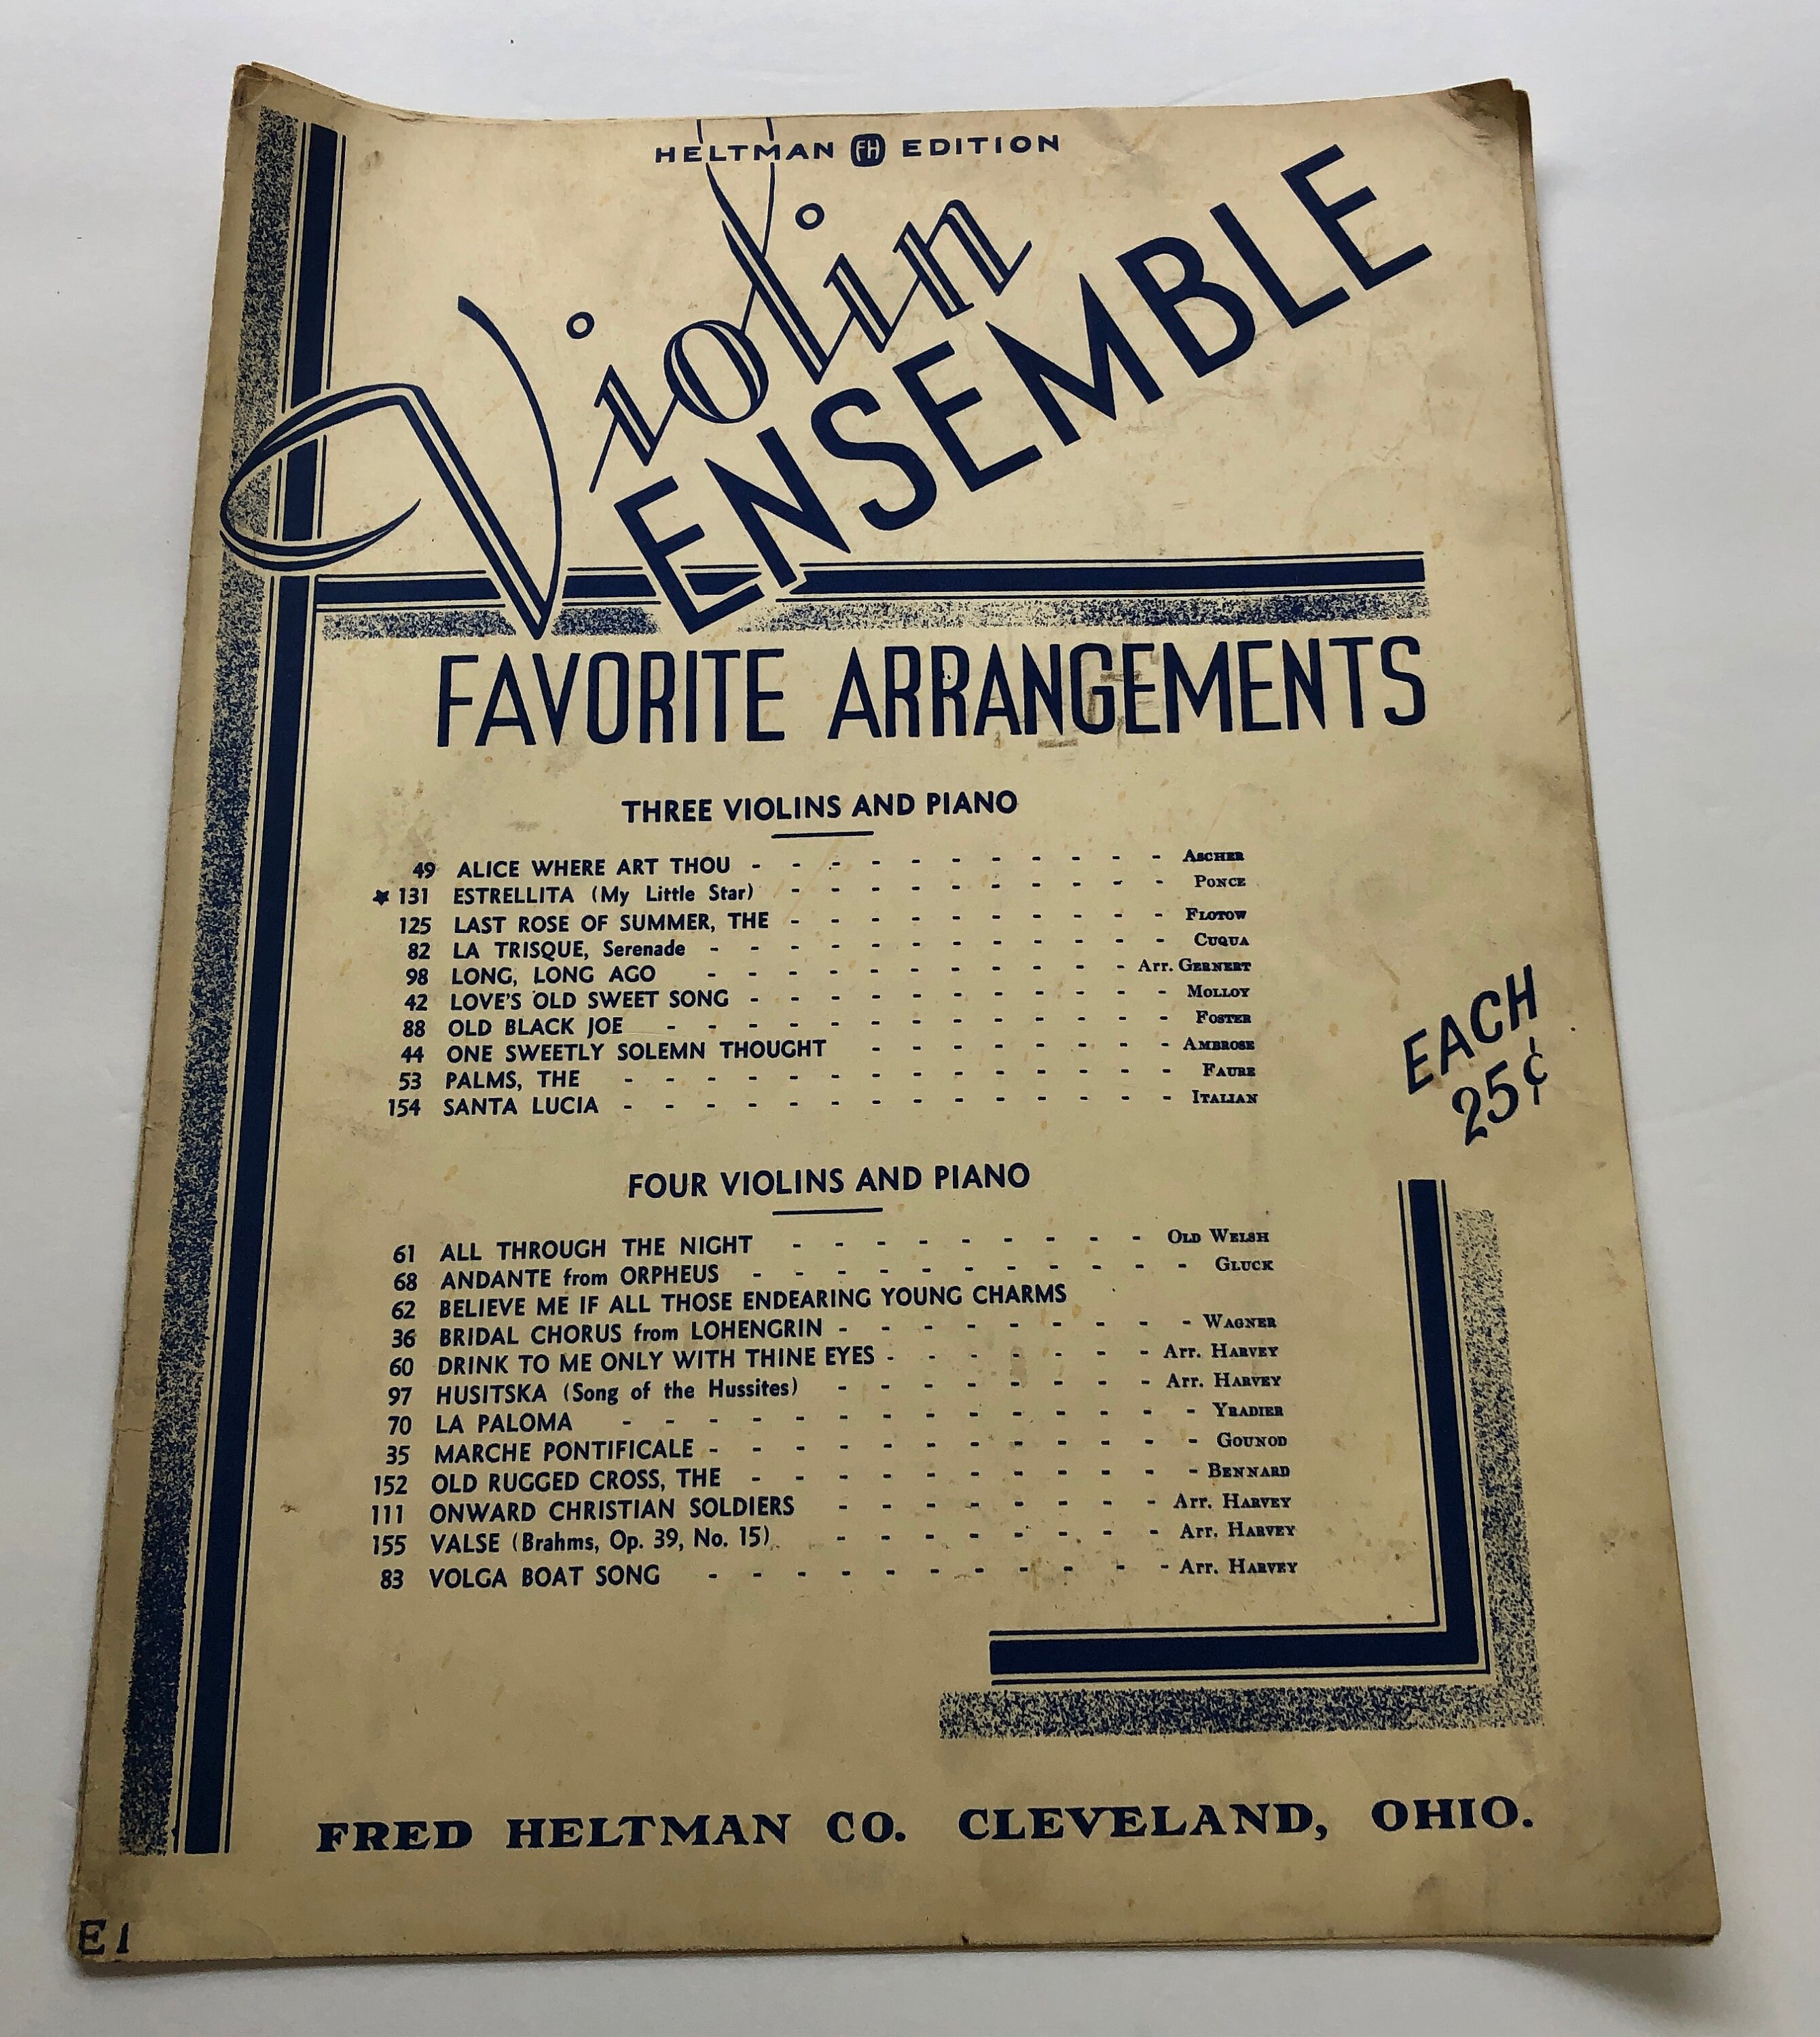 HELTMAN FH EDITION
Violin
ENSEMBLE
FAVORITE ARRANGEMENTS
THREE VIOLINS AND PIANO
49 ALICE WHERE ART THOU - - - - - - - - - - - ASCHER
★ 131 ESTRELLITA (My Little Star) - - - - - - - - - - PONCE
125 LAST ROSE OF SUMMER, THE - - - - - - - - - - FLOTOW
82 LA TRISQUE, Serenade - - - - - - - - - - - - CUQUA
98 LONG, LONG AGO - - - - - - - - - - - Arr. GERNERT
42 LOVE'S OLD SWEET SONG - - - - - - - - - - - MOLLOY
88 OLD BLACK JOE - - - - - - - - - - - - - FOSTER
44 ONE SWEETLY SOLEMN THOUGHT - - - - - - - - AMBROSE
53 PALMS, THE - - - - - - - - - - - - - - FAURE
154 SANTA LUCIA - - - - - - - - - - - - - - ITALIAN
EACH
25¢
FOUR VIOLINS AND PIANO
61 ALL THROUGH THE NIGHT - - - - - - - - - OLD WELSH
68 ANDANTE from ORPHEUS - - - - - - - - - - - GLUCK
62 BELIEVE ME IF ALL THOSE ENDEARING YOUNG CHARMS
36 BRIDAL CHORUS from LOHENGRIN - - - - - - - - - WAGNER
60 DRINK TO ME ONLY WITH THINE EYES - - - - - - - Arr. HARVEY
97 HUSITSKA (Song of the Hussites) - - - - - - - - Arr. HARVEY
70 LA PALOMA - - - - - - - - - - - - - - YRADIER
35 MARCHE PONTIFICALE - - - - - - - - - - - - GOUNOD
152 OLD RUGGED CROSS, THE - - - - - - - - - - - BENNARD
111 ONWARD CHRISTIAN SOLDIERS - - - - - - - - - Arr. HARVEY
155 VALSE (Brahms, Op. 39, No. 15) - - - - - - - - Arr. HARVEY
83 VOLGA BOAT SONG - - - - - - - - - - - Arr. HARVEY
FRED HELTMAN CO. CLEVELAND, OHIO.
E1